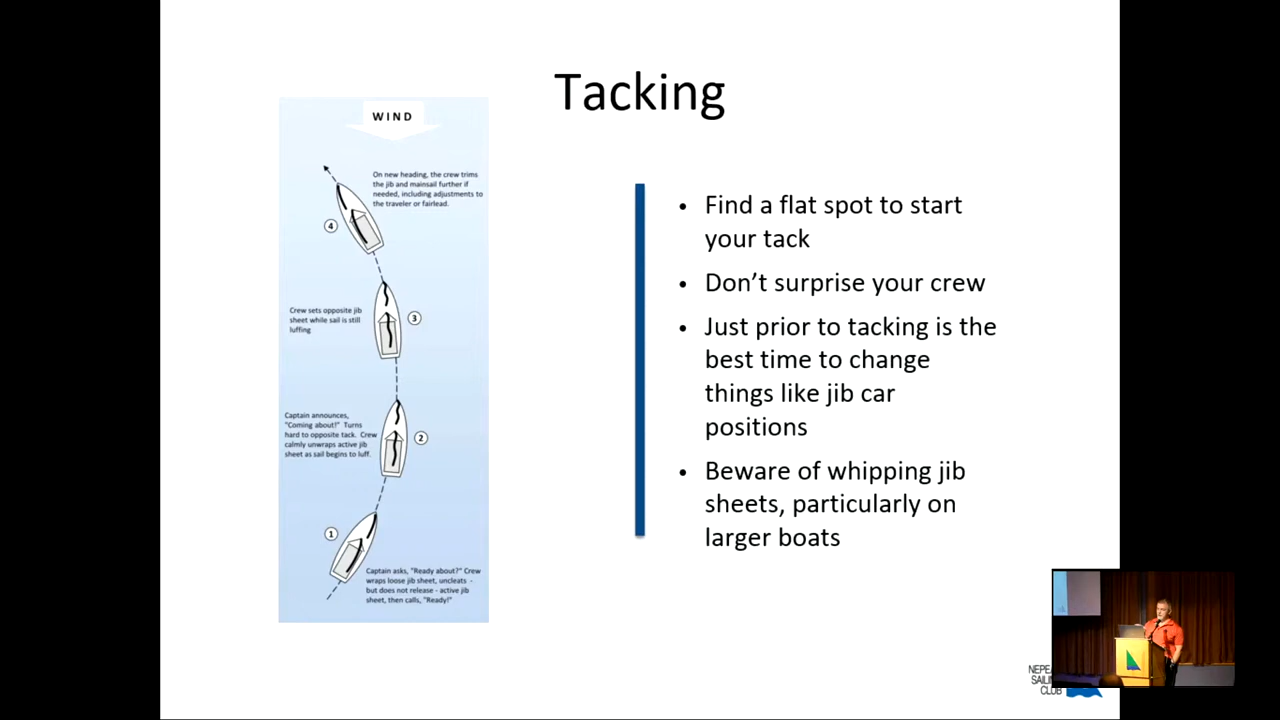 Tacking
WIND
On new heading, the crew trims
the jib and mainsail further if
needed, including adjustments to
the traveler or fairlead.
4
Crew sets opposite jib
sheet while sail is still
luffing
3
Captain announces,
"Coming about!" Turns
hard to opposite tack. Crew
calmly unwraps active jib
sheet as sail begins to luff.
2
1
Captain asks, "Ready about?" Crew
wraps loose jib sheet, uncleats -
but does not release - active jib
sheet, then calls, "Ready!"
• Find a flat spot to start
your tack
• Don’t surprise your crew
• Just prior to tacking is the
best time to change
things like jib car
positions
• Beware of whipping jib
sheets, particularly on
larger boats
CLUB